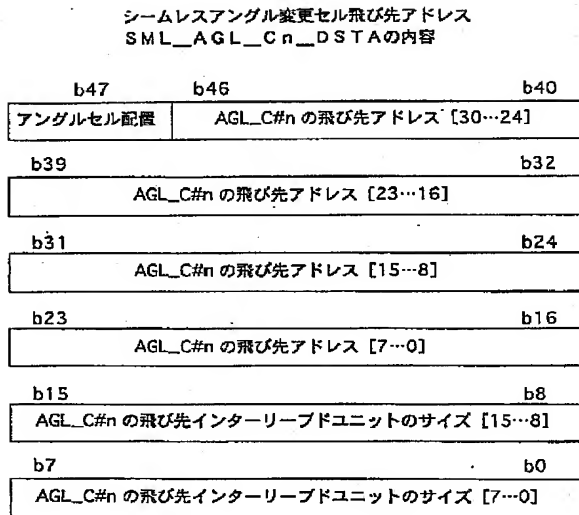 シームレスアングル変更セル飛び先アドレス
SML__AGL__Cn__DSTAの内容
b47 b46 b40
アングルセル配置 AGL_C#n の飛び先アドレス [30…24]
b39 b32
AGL_C#n の飛び先アドレス [23…16]
b31 b24
AGL_C#n の飛び先アドレス [15…8]
b23 b16
AGL_C#n の飛び先アドレス [7…0]
b15 b8
AGL_C#n の飛び先インターリーブドユニットのサイズ [15…8]
b7 b0
AGL_C#n の飛び先インターリーブドユニットのサイズ [7…0]